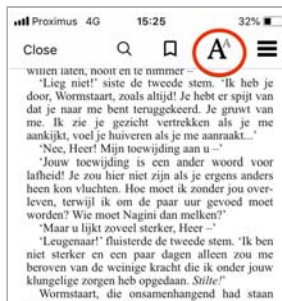 Proximus 4G 15:25 32%
Close AA
willen laten, nooit en te nimmer –'
'Lieg niet!' siste de tweede stem. 'Ik heb je
door, Wormstaart, zoals altijd! Je hebt er spijt van
dat je naar me bent teruggekeerd. Je gruwt van
me. Ik zie je gezicht vertrekken als je me
aankijkt, voel je huiveren als je me aanraakt...'
'Nee, Heer! Mijn toewijding aan u –'
'Jouw toewijding is een ander woord voor
lafheid! Je zou hier niet zijn als je ergens anders
heen kon vluchten. Hoe moet ik zonder jou over-
leven, terwijl ik om de paar uur gevoed moet
worden? Wie moet Nagini dan melken?'
'Maar u lijkt zoveel sterker, Heer –'
'Leugenaar!' fluisterde de tweede stem. 'Ik ben
niet sterker en een paar dagen alleen zou me
beroven van de weinige kracht die ik onder jouw
klungelige zorgen heb opgedaan. Stilte!'
Wormstaart, die onsamenhangend had staan